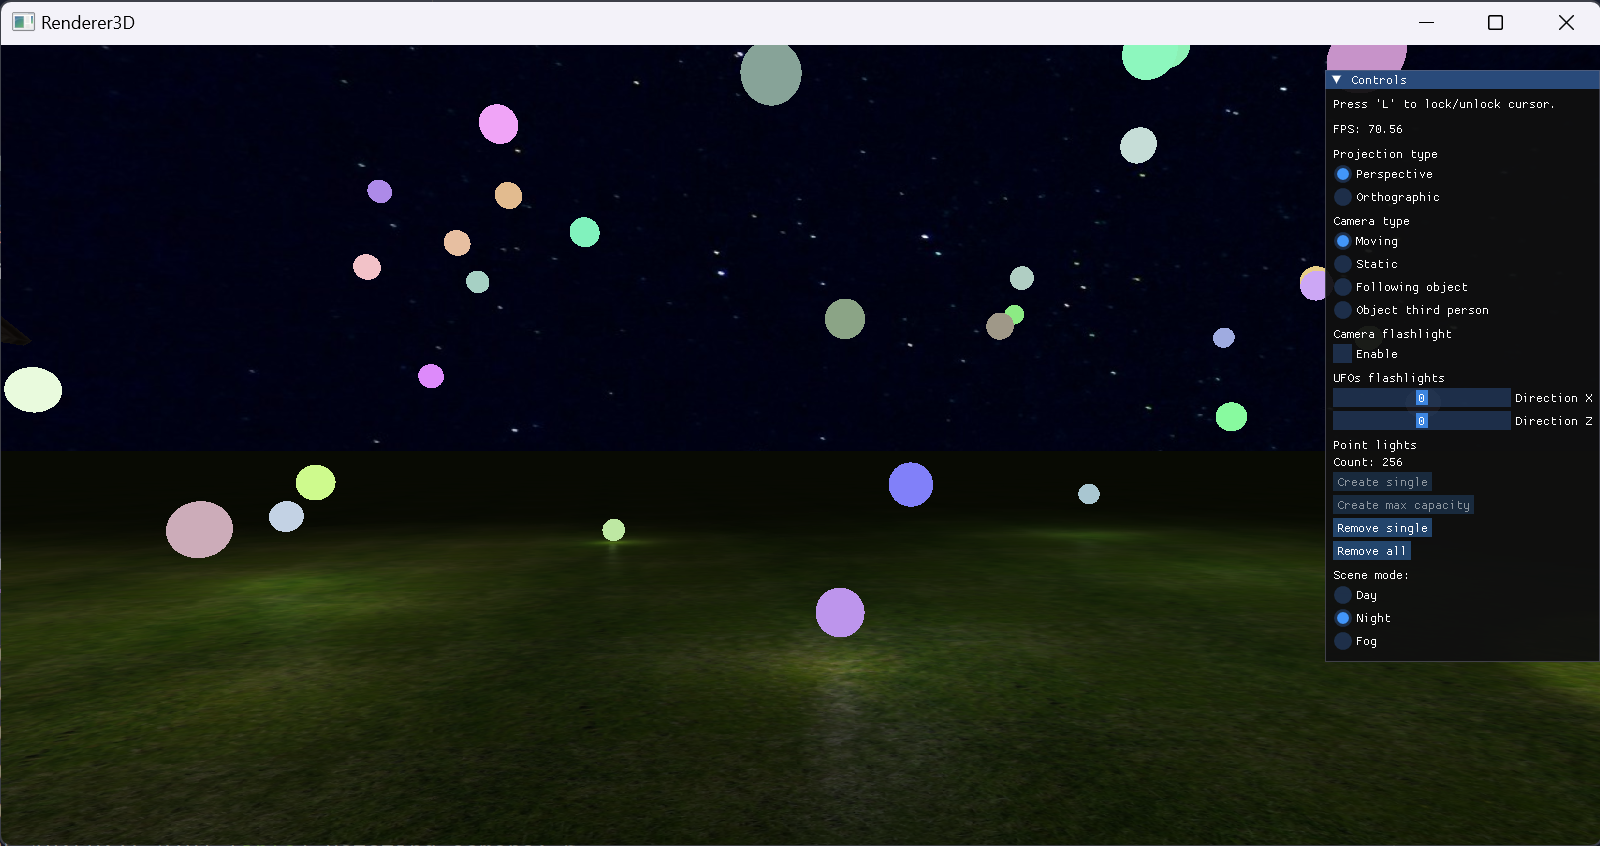 Renderer3D
Controls
Press 'L' to lock/unlock cursor.
FPS: 70.56
Projection type
Perspective
Orthographic
Camera type
Moving
Static
Following object
Object third person
Camera flashlight
Enable
UFOs flashlights
0 Direction X
0 Direction Z
Point lights
Count: 256
Create single
Create max capacity
Remove single
Remove all
Scene mode:
Day
Night
Fog